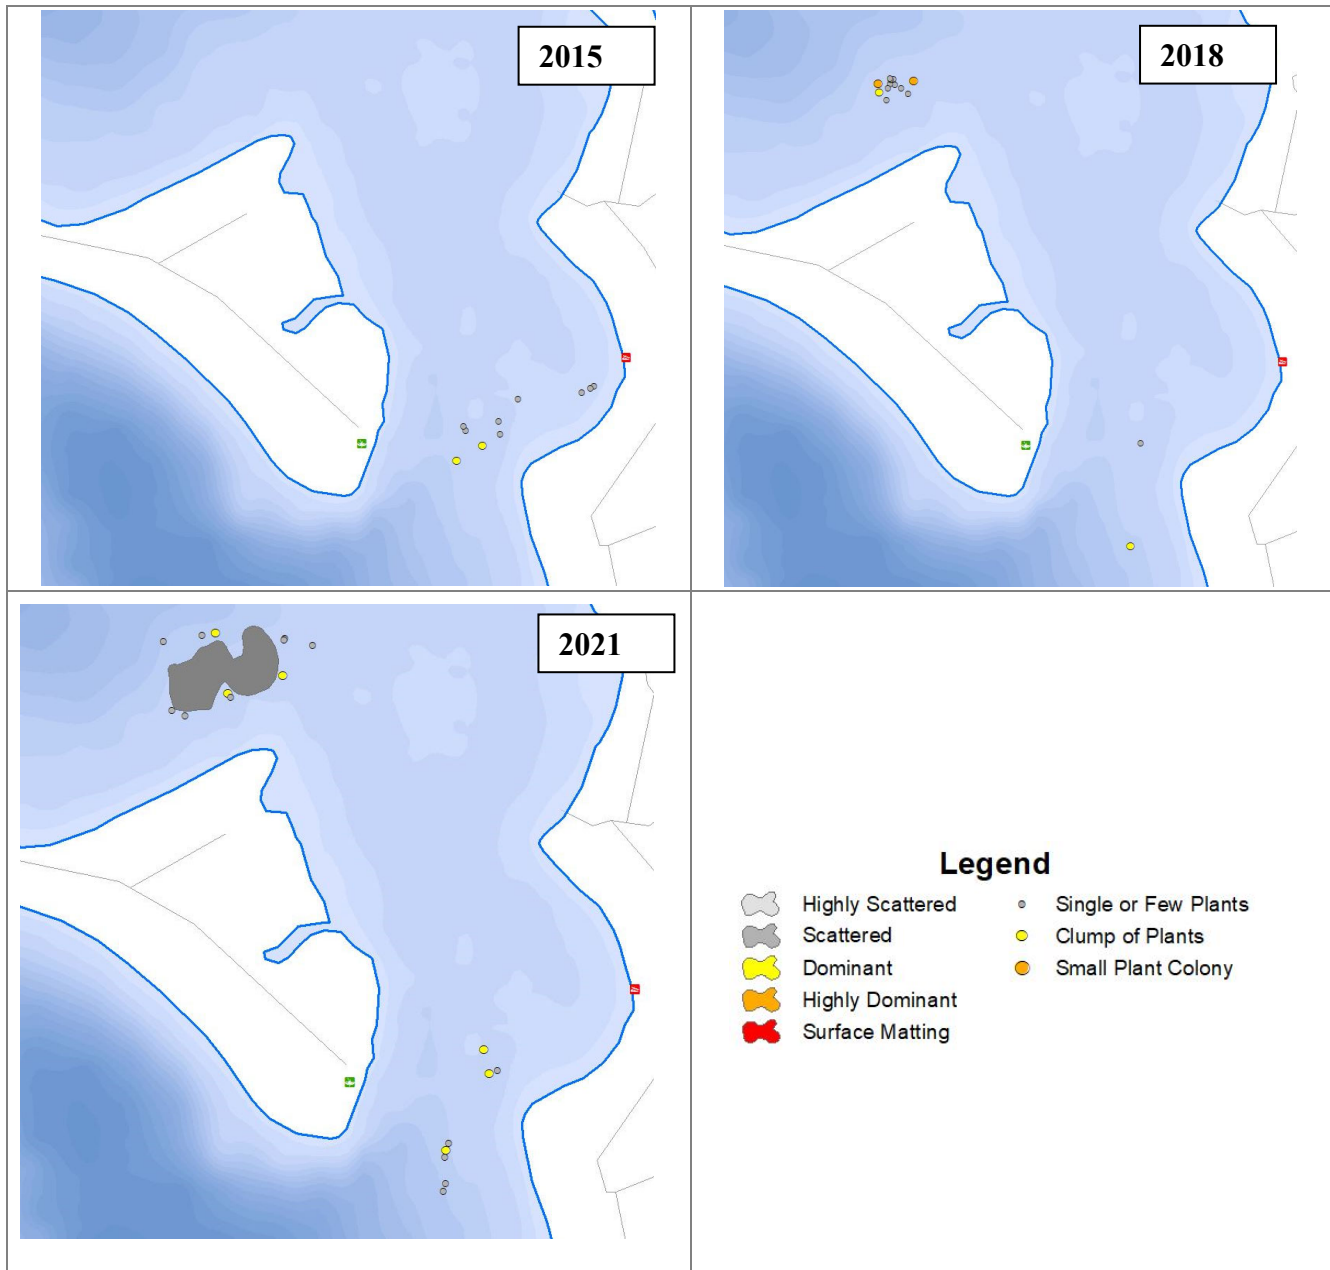 2015
2018
2021
Legend
Highly Scattered
Scattered
Dominant
Highly Dominant
Surface Matting
Single or Few Plants
Clump of Plants
Small Plant Colony